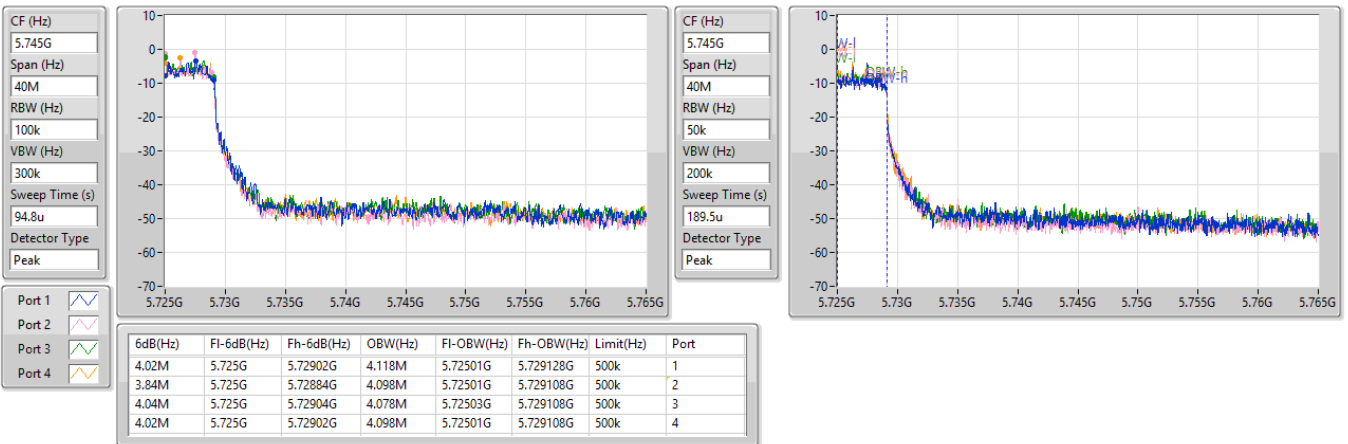 CF (Hz)
5.745G
Span (Hz)
40M
RBW (Hz)
100k
VBW (Hz)
300k
Sweep Time (s)
94.8u
Detector Type
Peak
10
0
-10
-20
-30
-40
-50
-60
-70
5.725G 5.73G 5.735G 5.74G 5.745G 5.75G 5.755G 5.76G 5.765G
CF (Hz)
5.745G
Span (Hz)
40M
RBW (Hz)
50k
VBW (Hz)
200k
Sweep Time (s)
189.5u
Detector Type
Peak
10
0
-10
-20
-30
-40
-50
-60
-70
5.725G 5.73G 5.735G 5.74G 5.745G 5.75G 5.755G 5.76G 5.765G
Port 1
Port 2
Port 3
Port 4
6dB(Hz) Fl-6dB(Hz) Fh-6dB(Hz) OBW(Hz) Fl-OBW(Hz) Fh-OBW(Hz) Limit(Hz) Port
4.02M 5.725G 5.72902G 4.118M 5.72501G 5.729128G 500k 1
3.84M 5.725G 5.72884G 4.098M 5.72501G 5.729108G 500k 2
4.04M 5.725G 5.72904G 4.078M 5.72503G 5.729108G 500k 3
4.02M 5.725G 5.72902G 4.098M 5.72501G 5.729108G 500k 4